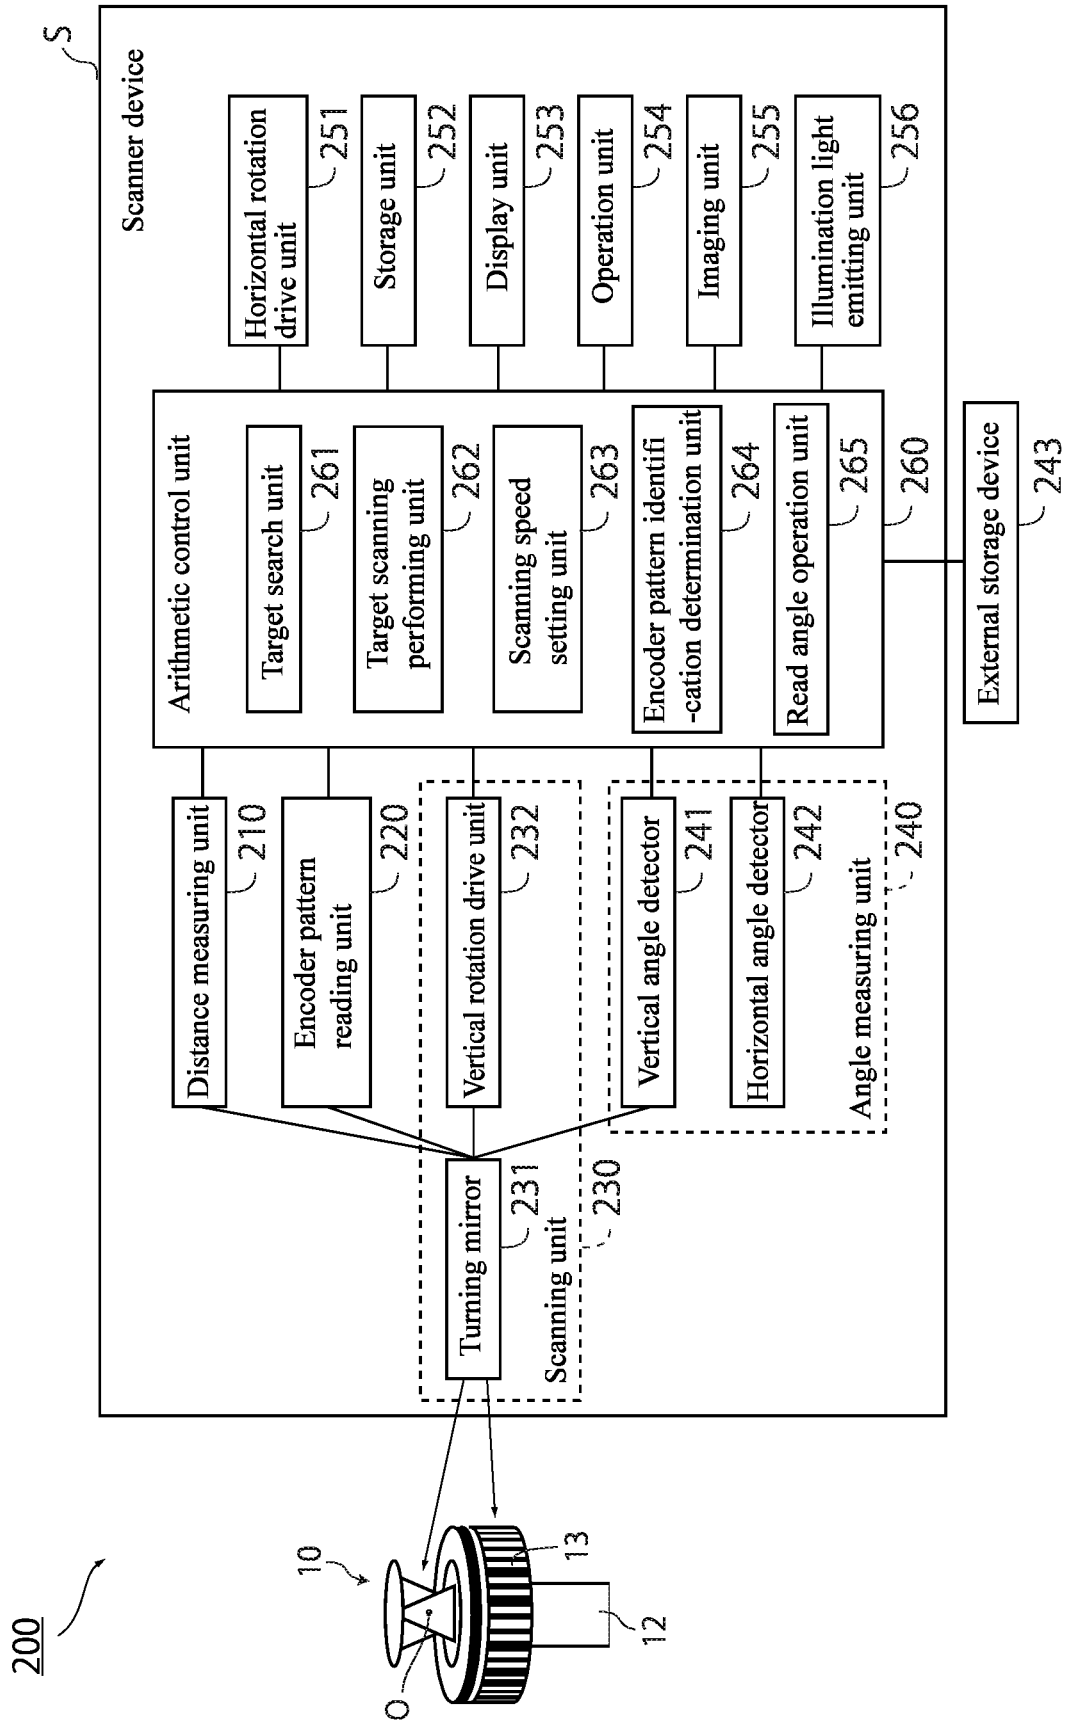 200
S
Scanner device
Distance measuring unit
210
Encoder pattern
reading unit
220
Vertical rotation drive unit
232
Turning mirror
231
Scanning unit
230
Vertical angle detector
241
Horizontal angle detector
242
Angle measuring unit
240
Arithmetic control unit
Target search unit
261
Target scanning
performing unit
262
Scanning speed
setting unit
263
Encoder pattern identifi
-cation determination unit
264
Read angle operation unit
265
260
Horizontal rotation
drive unit
251
Storage unit
252
Display unit
253
Operation unit
254
Imaging unit
255
Illumination light
emitting unit
256
External storage device
243
10
O
13
12